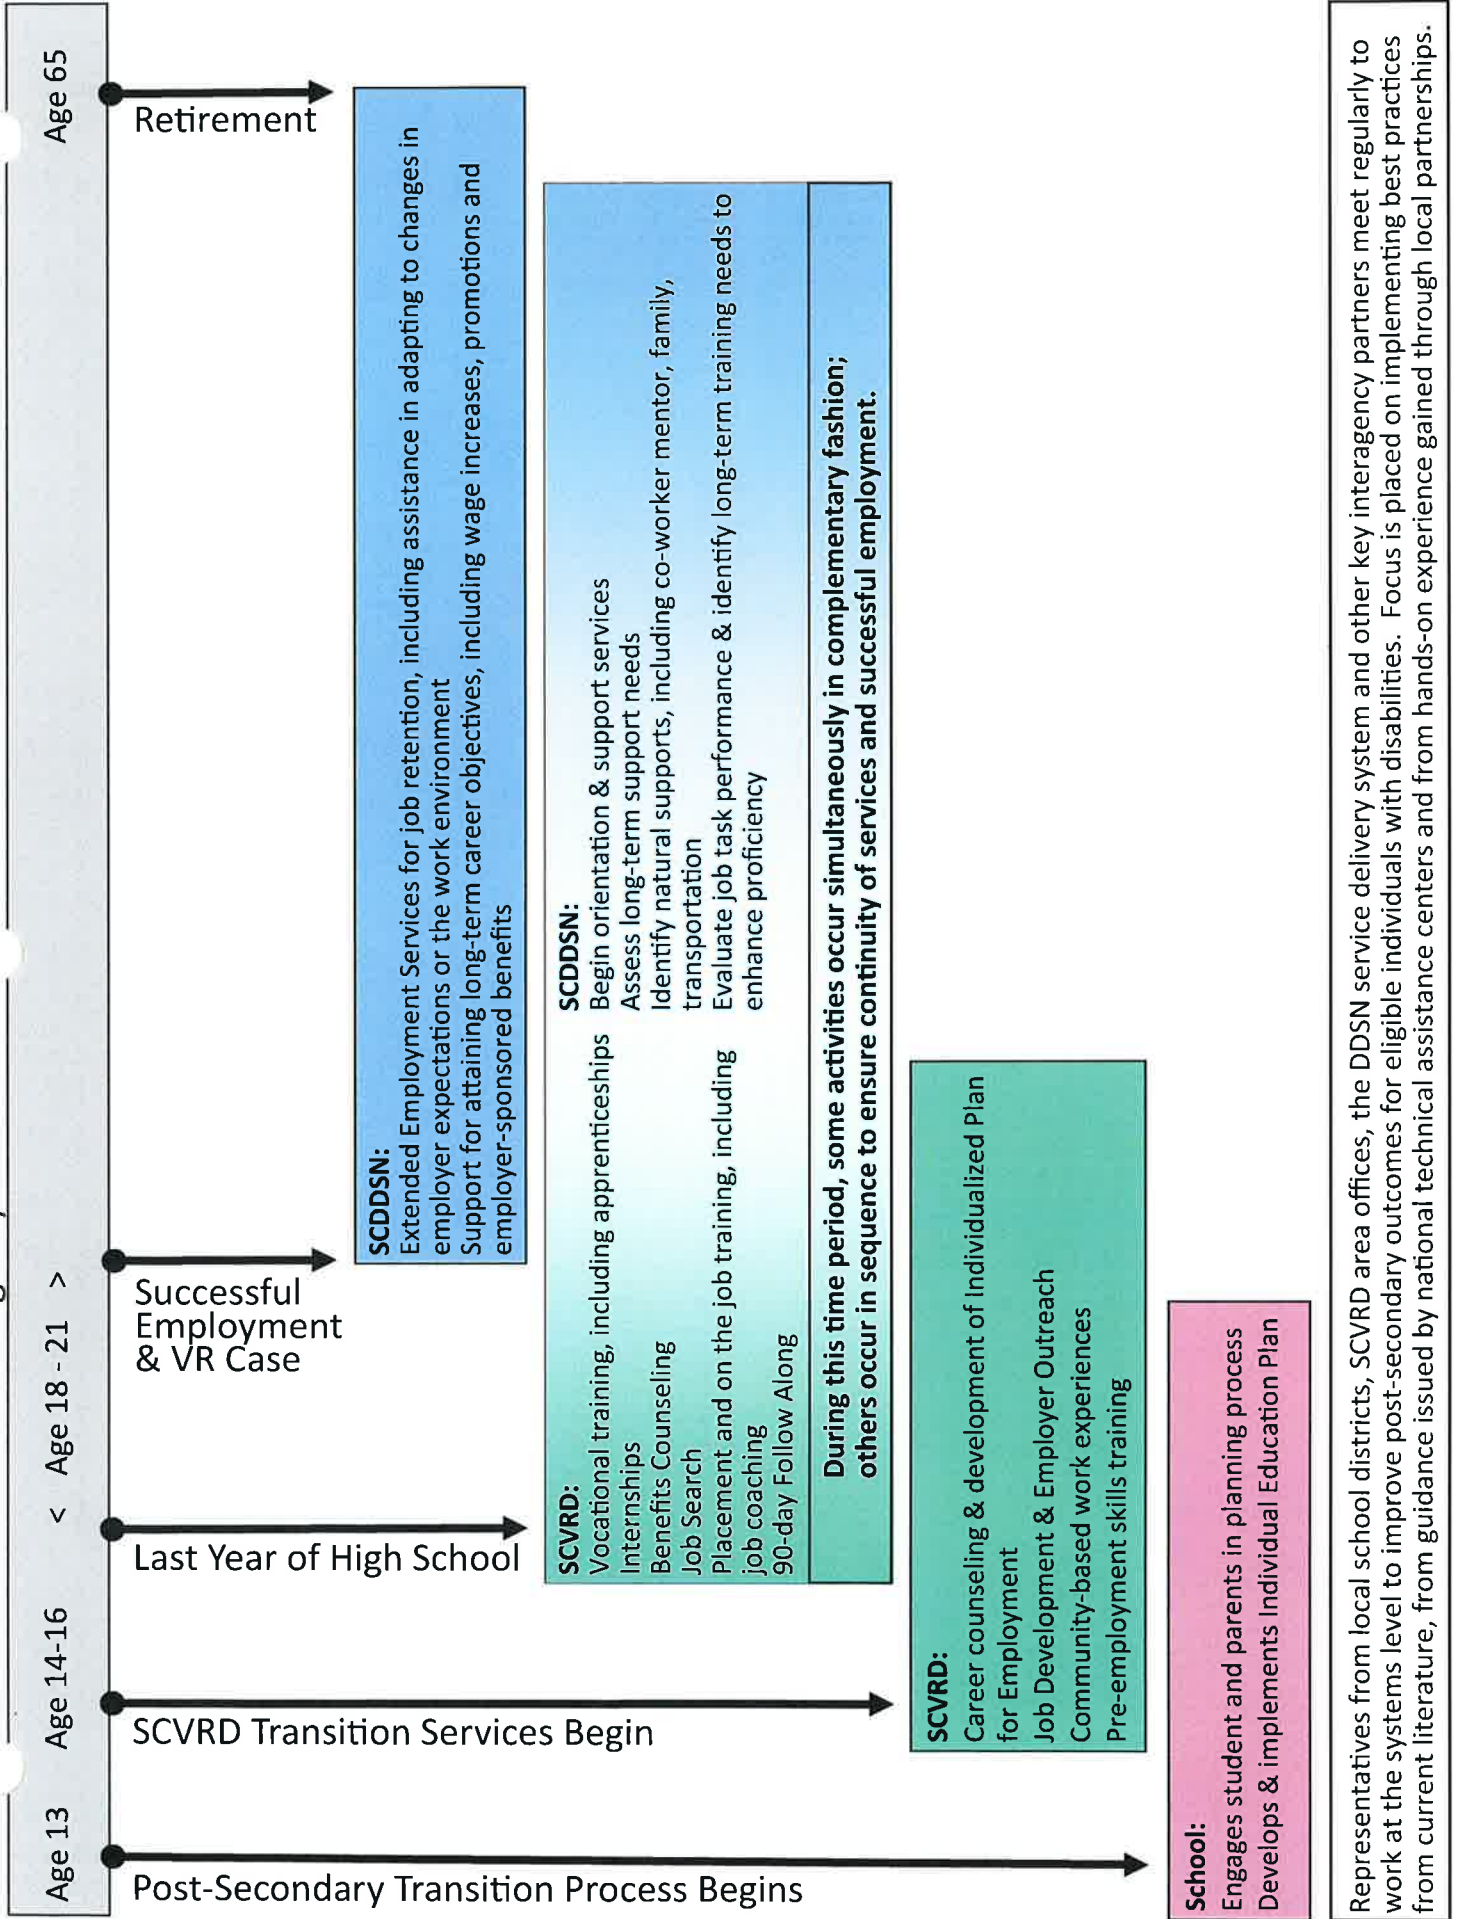 Age 13    Age 14-16    <    Age 18 - 21    >    Age 65
Post-Secondary Transition Process Begins
SCVRD Transition Services Begin
Last Year of High School
Successful
Employment
& VR Case
Retirement
SCDDSN:
Extended Employment Services for job retention, including assistance in adapting to changes in
employer expectations or the work environment
Support for attaining long-term career objectives, including wage increases, promotions and
employer-sponsored benefits
SCVRD:
Vocational training, including apprenticeships
Internships
Benefits Counseling
Job Search
Placement and on the job training, including
job coaching
90-day Follow Along
SCDDSN:
Begin orientation & support services
Assess long-term support needs
Identify natural supports, including co-worker mentor, family,
transportation
Evaluate job task performance & identify long-term training needs to
enhance proficiency
During this time period, some activities occur simultaneously in complementary fashion;
others occur in sequence to ensure continuity of services and successful employment.
SCVRD:
Career counseling & development of Individualized Plan
for Employment
Job Development & Employer Outreach
Community-based work experiences
Pre-employment skills training
School:
Engages student and parents in planning process
Develops & implements Individual Education Plan
Representatives from local school districts, SCVRD area offices, the DDSN service delivery system and other key interagency partners meet regularly to
work at the systems level to improve post-secondary outcomes for eligible individuals with disabilities.  Focus is placed on implementing best practices
from current literature, from guidance issued by national technical assistance centers and from hands-on experience gained through local partnerships.